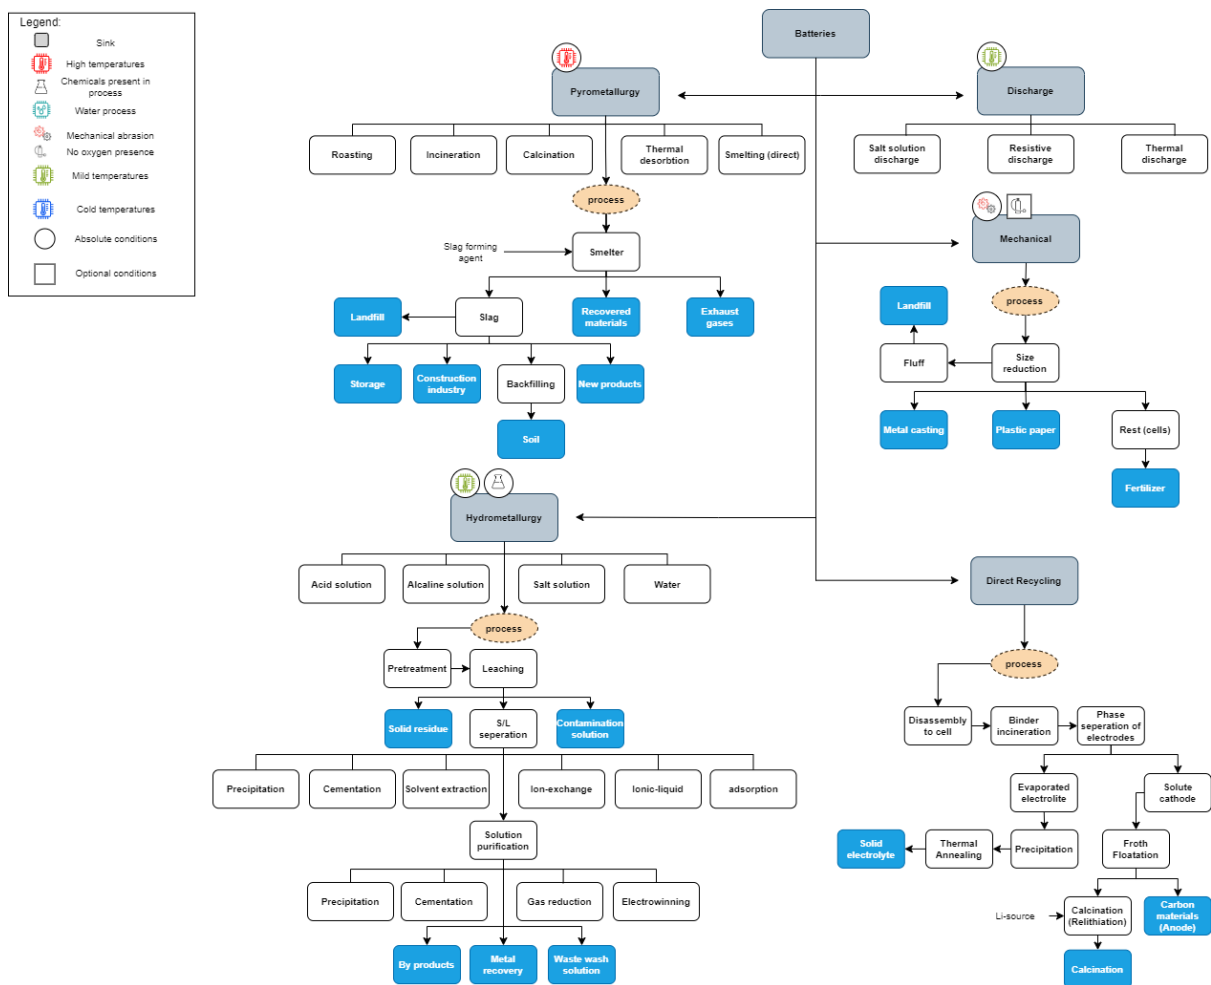 Legend:
Sink
High temperatures
Chemicals present in
process
Water process
Mechanical abrasion
No oxygen presence
Mild temperatures
Cold temperatures
Absolute conditions
Optional conditions
Batteries
Pyrometallurgy
Discharge
Roasting
Incineration
Calcination
Thermal
desorbtion
Smelting (direct)
Salt solution
discharge
Resistive
discharge
Thermal
discharge
process
Slag forming
agent
Smelter
Landfill
Slag
Recovered
materials
Exhaust
gases
Storage
Construction
industry
Backfilling
New products
Soil
Mechanical
process
Landfill
Fluff
Size
reduction
Metal casting
Plastic paper
Rest (cells)
Fertilizer
Hydrometallurgy
Acid solution
Alcaline solution
Salt solution
Water
process
Pretreatment
Leaching
Solid residue
S/L
seperation
Contamination
solution
Precipitation
Cementation
Solvent extraction
Ion-exchange
Ionic-liquid
adsorption
Solution
purification
Precipitation
Cementation
Gas reduction
Electrowinning
By products
Metal
recovery
Waste wash
solution
Direct Recycling
process
Disassembly
to cell
Binder
incineration
Phase
seperation of
electrodes
Evaporated
electrolite
Solute
cathode
Solid
electrolyte
Thermal
Annealing
Precipitation
Froth
Floatation
Li-source
Calcination
(Relithiation)
Carbon
materials
(Anode)
Calcination